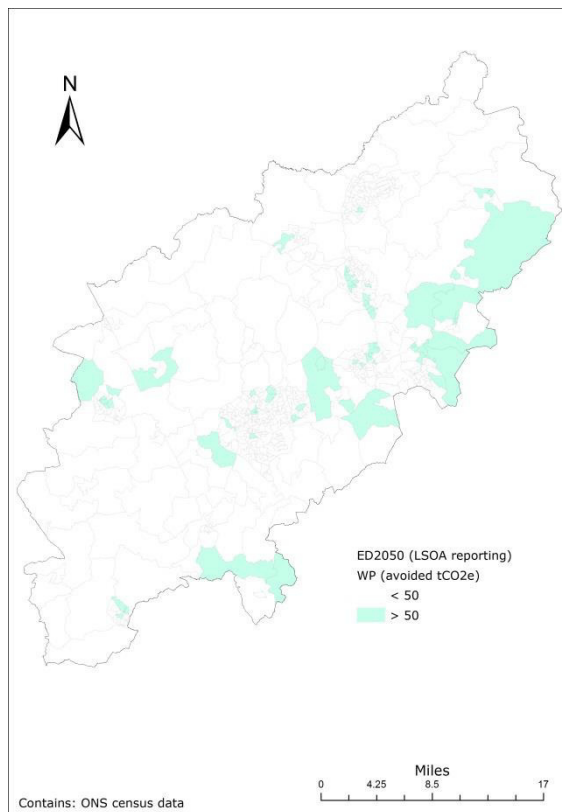 N
ED2050 (LSOA reporting)
WP (avoided tCO2e)
< 50
> 50
Miles
0 4.25 8.5 17
Contains: ONS census data